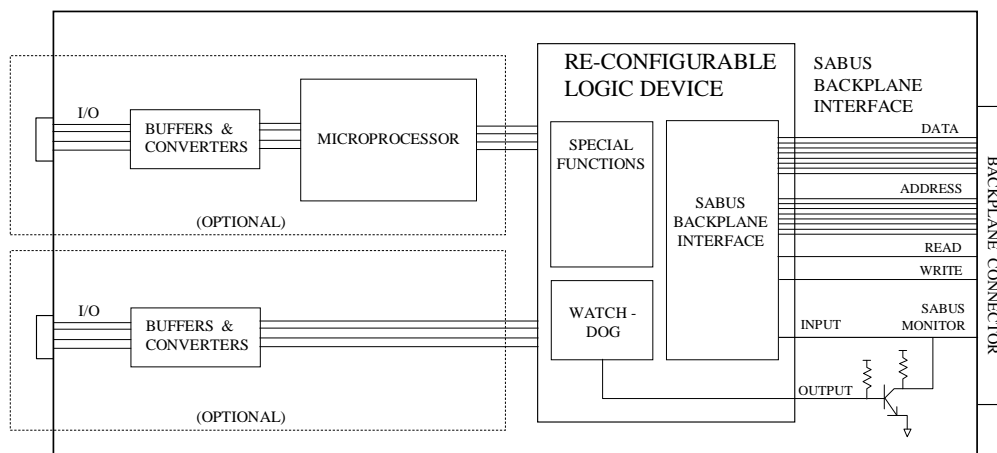 RE-CONFIGURABLE
LOGIC DEVICE
SABUS
BACKPLANE
INTERFACE
I/O
BUFFERS &
CONVERTERS
MICROPROCESSOR
(OPTIONAL)
SPECIAL
FUNCTIONS
SABUS
BACKPLANE
INTERFACE
DATA
ADDRESS
READ
WRITE
BACKPLANE CONNECTOR
I/O
BUFFERS &
CONVERTERS
(OPTIONAL)
WATCH -
DOG
INPUT
SABUS
MONITOR
OUTPUT